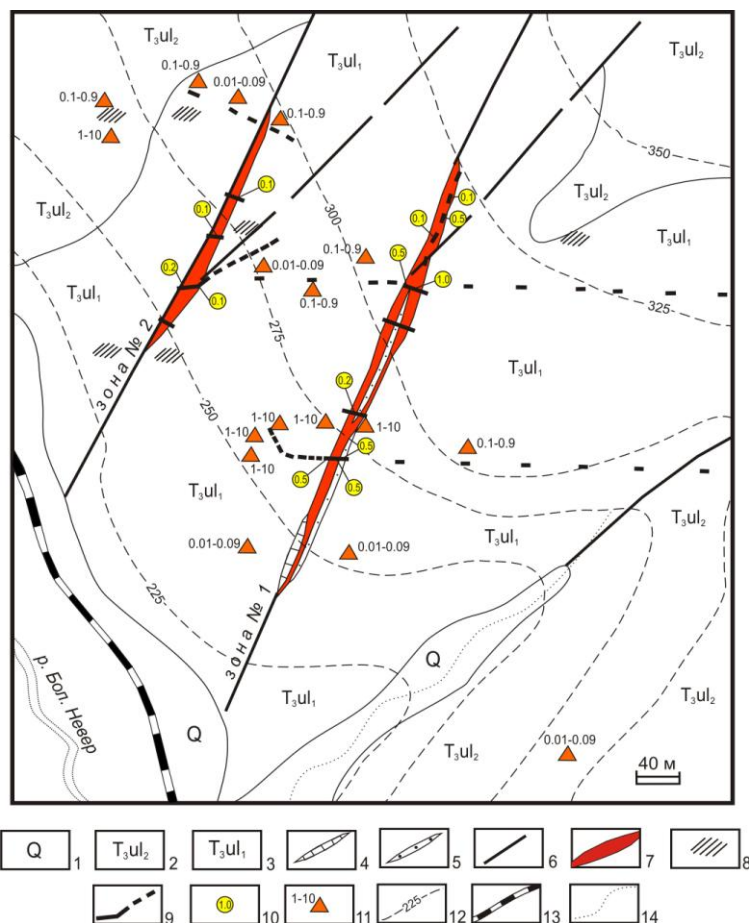 T₃ul₂
T₃ul₁
T₃ul₂
0.1-0.9
0.01-0.09
0.1-0.9
0.1-0.9
1-10
350
T₃ul₂
T₃ul₂
0.1
0.1
0.1
0.1
0.5
300
T₃ul₁
0.1-0.9
0.5
T₃ul₁
0.2
0.01-0.09
0.1
0.1-0.9
1.0
325
275
зона № 2
T₃ul₁
250
0.2
1-10
1-10
1-10
1-10
0.1-0.9
1-10
0.5
T₃ul₁
0.5
0.5
T₃ul₂
0.01-0.09
T₃ul₁
0.01-0.09
225
зона № 1
р. Бол. Невер
Q
T₃ul₁
T₃ul₂
Q
T₃ul₂
0.01-0.09
40 м
Q 1
T₃ul₂ 2
T₃ul₁ 3
4
5
6
7
8
9
1.0 10
1-10 11
225 12
13
14